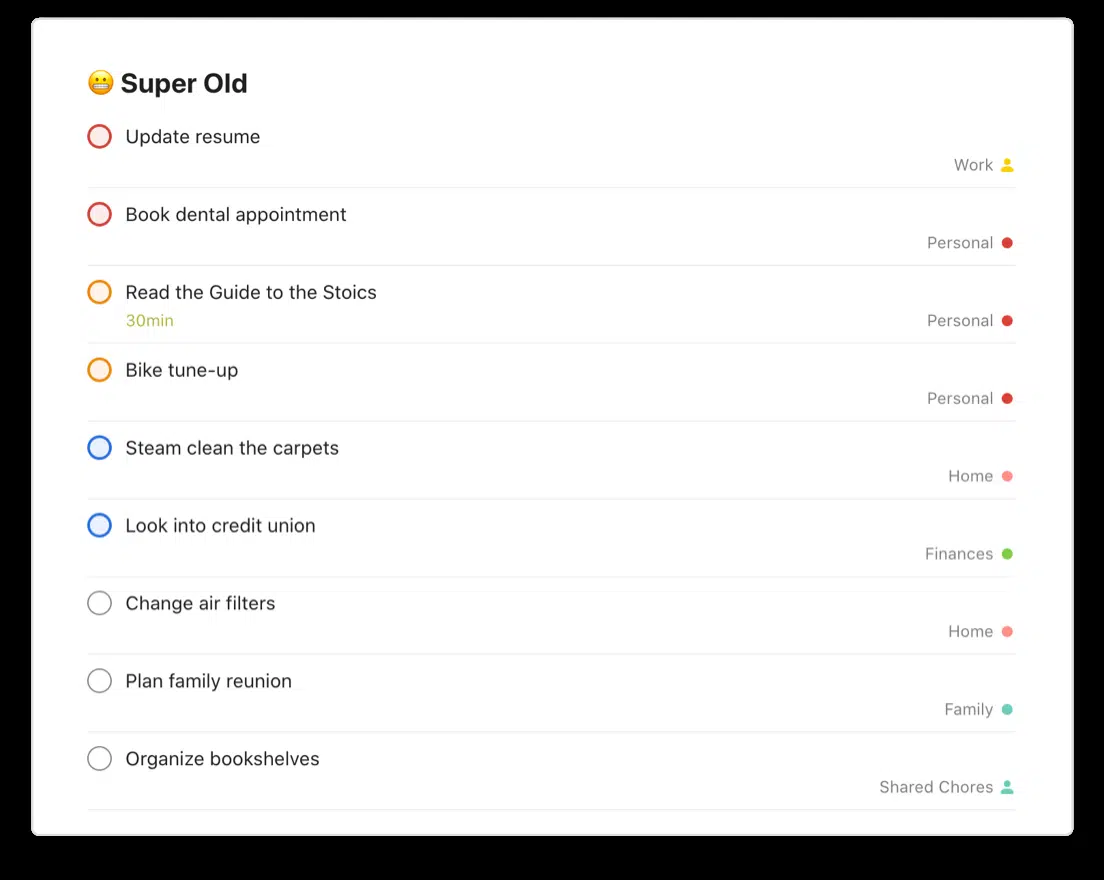 😬 Super Old
Update resume
Work
Book dental appointment
Personal
Read the Guide to the Stoics
30min
Personal
Bike tune-up
Personal
Steam clean the carpets
Home
Look into credit union
Finances
Change air filters
Home
Plan family reunion
Family
Organize bookshelves
Shared Chores